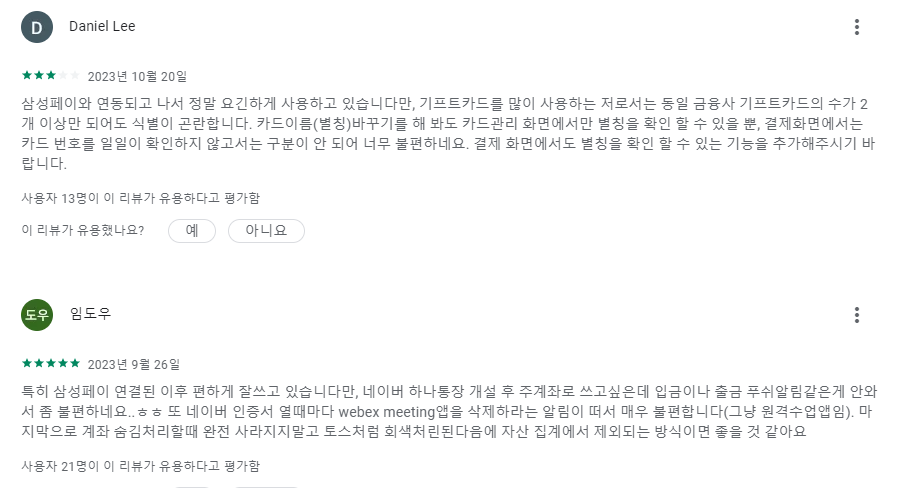 D Daniel Lee
2023년 10월 20일
삼성페이와 연동되고 나서 정말 요긴하게 사용하고 있습니다만, 기프트카드를 많이 사용하는 저로서는 동일 금융사 기프트카드의 수가 2
개 이상만 되어도 식별이 곤란합니다. 카드이름(별칭)바꾸기를 해 봐도 카드관리 화면에서만 별칭을 확인 할 수 있을 뿐, 결제화면에서는
카드 번호를 일일이 확인하지 않고서는 구분이 안 되어 너무 불편하네요. 결제 화면에서도 별칭을 확인 할 수 있는 기능을 추가해주시기 바
랍니다.
사용자 13명이 이 리뷰가 유용하다고 평가함
이 리뷰가 유용했나요? 예 아니요
도우 임도우
2023년 9월 26일
특히 삼성페이 연결된 이후 편하게 잘쓰고 있습니다만, 네이버 하나통장 개설 후 주계좌로 쓰고싶은데 입금이나 출금 푸쉬알림같은게 안와
서 좀 불편하네요..ㅎㅎ 또 네이버 인증서 열때마다 webex meeting앱을 삭제하라는 알림이 떠서 매우 불편합니다(그냥 원격수업앱임). 마
지막으로 계좌 숨김처리할때 완전 사라지지말고 토스처럼 회색처린된다음에 자산 집계에서 제외되는 방식이면 좋을 것 같아요
사용자 21명이 이 리뷰가 유용하다고 평가함